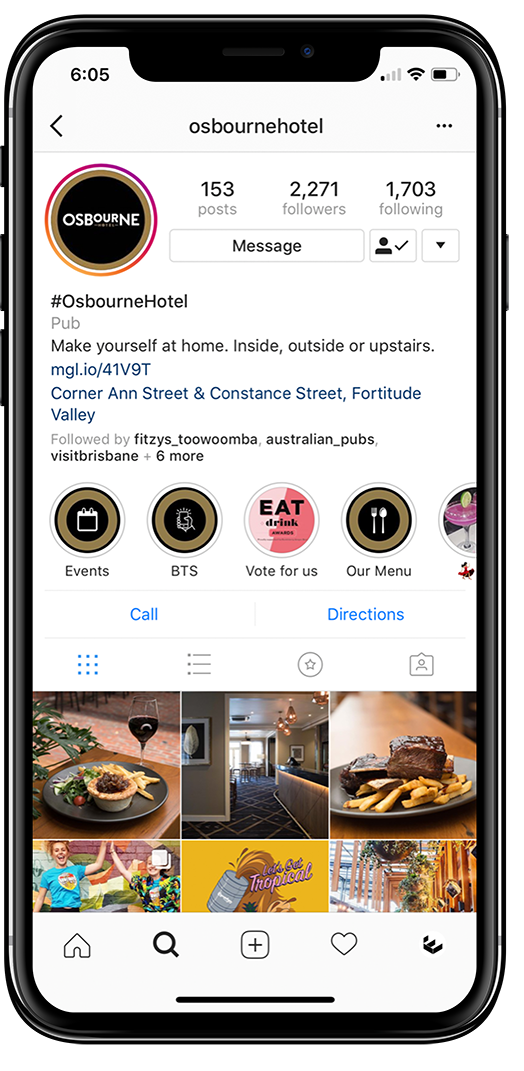 6:05
osbournehotel
OSBOURNE
HOTEL
153
2,271
1,703
posts
followers
following
Message
#OsbourneHotel
Pub
Make yourself at home. Inside, outside or upstairs.
mgl.io/41V9T
Corner Ann Street & Constance Street, Fortitude
Valley
Followed by fitzys_toowoomba, australian_pubs,
visitbrisbane + 6 more
EAT
drink
AWARDS
Events
BTS
Vote for us
Our Menu
Call
Directions
Let's Get
Tropical